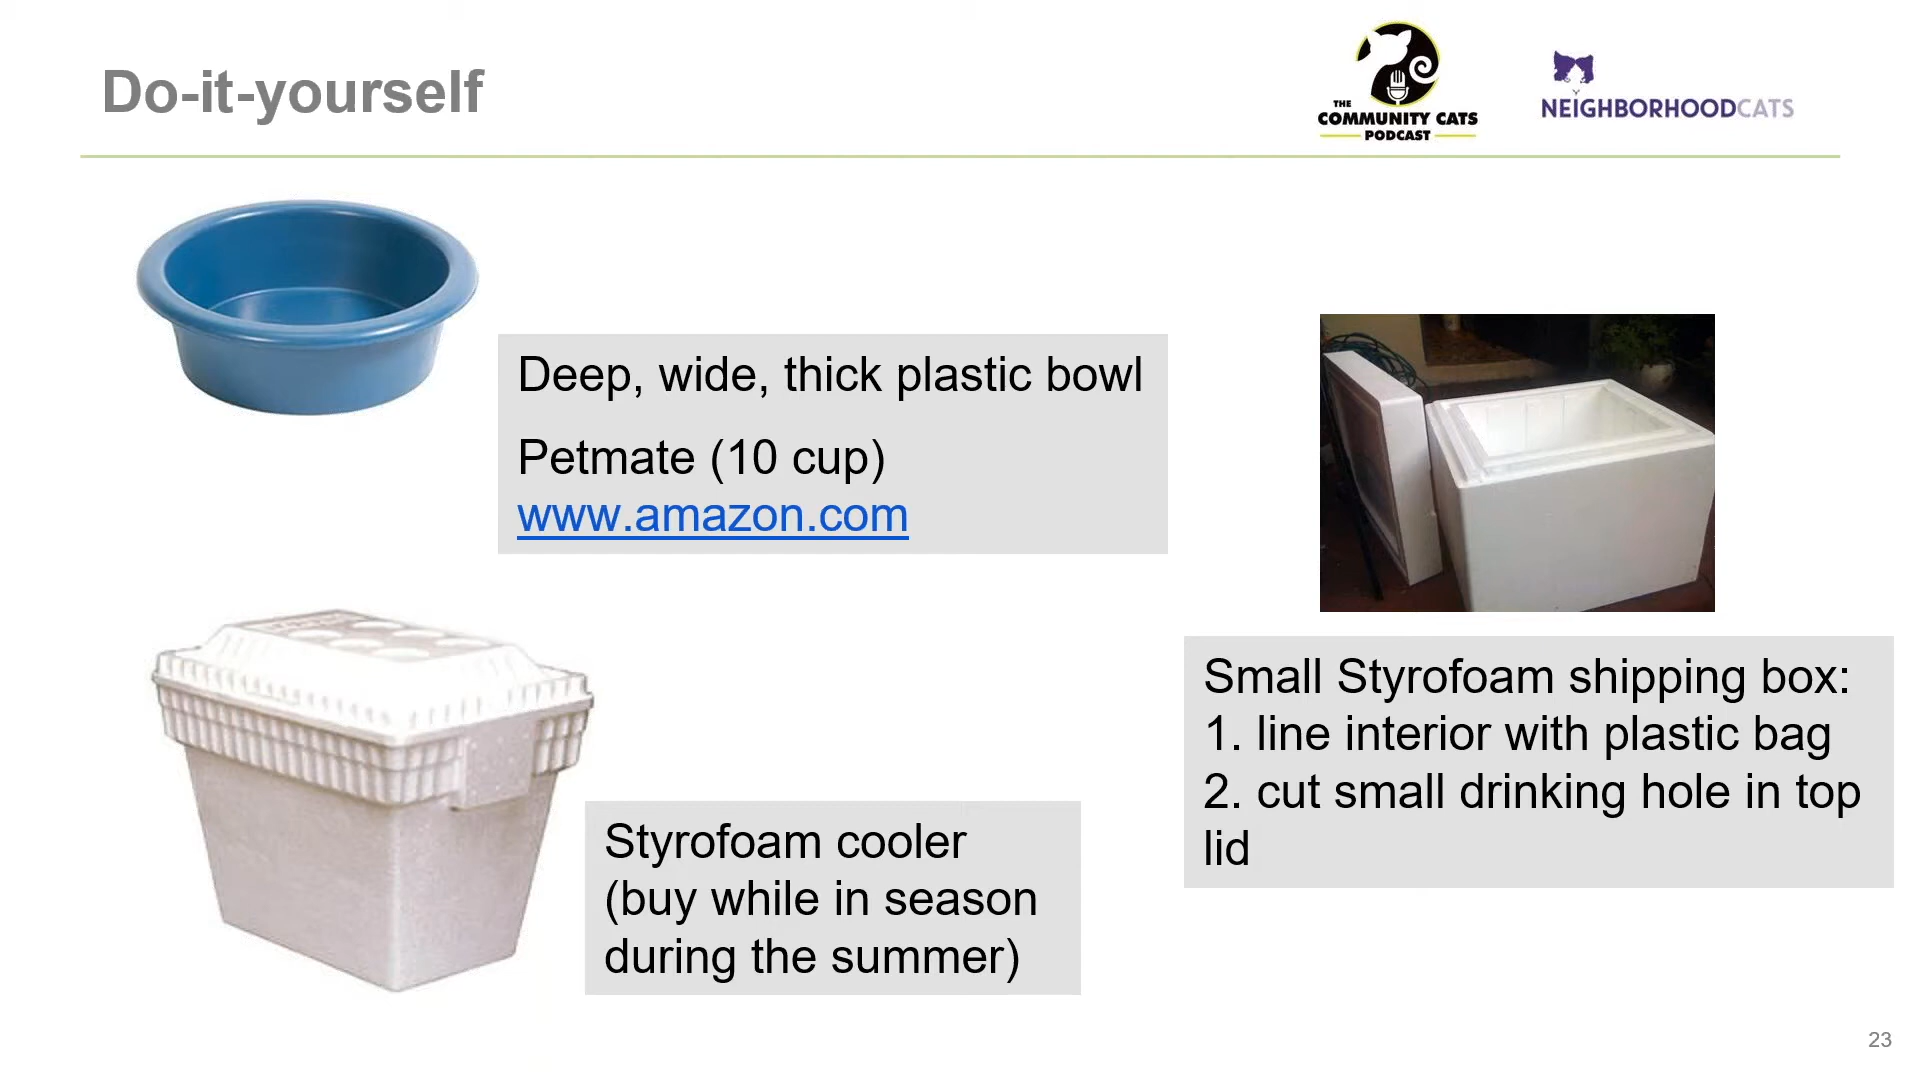 Do-it-yourself
THE
COMMUNITY CATS
PODCAST
NEIGHBORHOODCATS
Deep, wide, thick plastic bowl
Petmate (10 cup)
www.amazon.com
Small Styrofoam shipping box:
1. line interior with plastic bag
2. cut small drinking hole in top
lid
Styrofoam cooler
(buy while in season
during the summer)
23